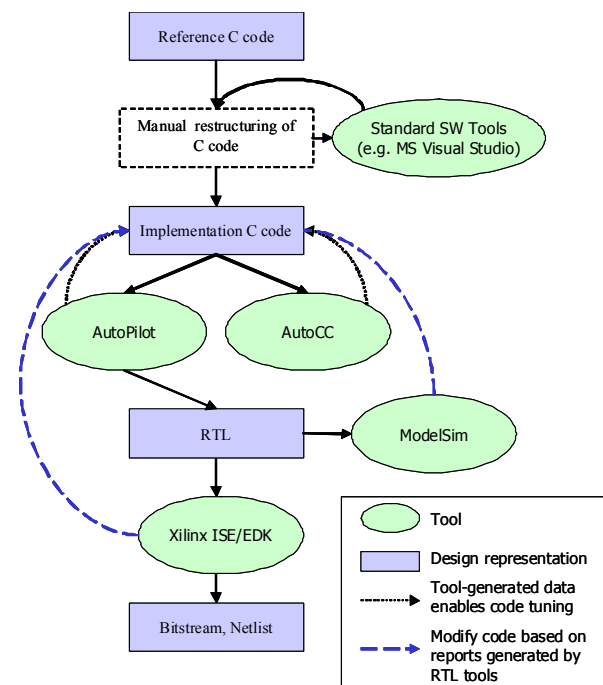 Reference C code
Manual restructuring of
C code
Standard SW Tools
(e.g. MS Visual Studio)
Implementation C code
AutoPilot
AutoCC
RTL
ModelSim
Xilinx ISE/EDK
Bitstream, Netlist
Tool
Design representation
Tool-generated data
enables code tuning
Modify code based on
reports generated by
RTL tools